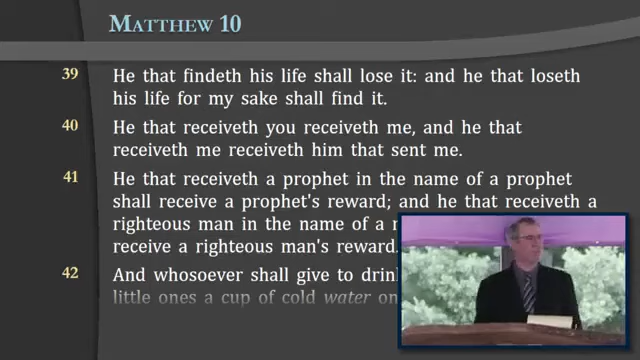 MATTHEW 10
39 He that findeth his life shall lose it: and he that loseth
his life for my sake shall find it.
40 He that receiveth you receiveth me, and he that
receiveth me receiveth him that sent me.
41 He that receiveth a prophet in the name of a prophet
shall receive a prophet's reward; and he that receiveth a
righteous man in the name of a
receive a righteous man's reward.
42 And whosoever shall give to drin
little ones a cup of cold water on